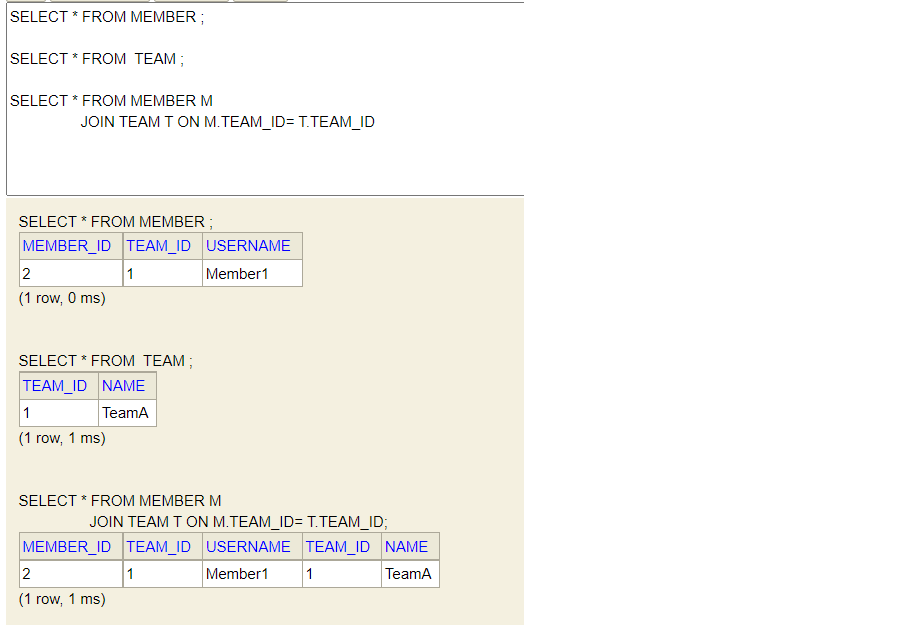 SELECT * FROM MEMBER ;
SELECT * FROM  TEAM ;
SELECT * FROM MEMBER M
JOIN TEAM T ON M.TEAM_ID= T.TEAM_ID
SELECT * FROM MEMBER ;
MEMBER_ID TEAM_ID USERNAME
2 1 Member1
(1 row, 0 ms)
SELECT * FROM  TEAM ;
TEAM_ID NAME
1 TeamA
(1 row, 1 ms)
SELECT * FROM MEMBER M
JOIN TEAM T ON M.TEAM_ID= T.TEAM_ID;
MEMBER_ID TEAM_ID USERNAME TEAM_ID NAME
2 1 Member1 1 TeamA
(1 row, 1 ms)